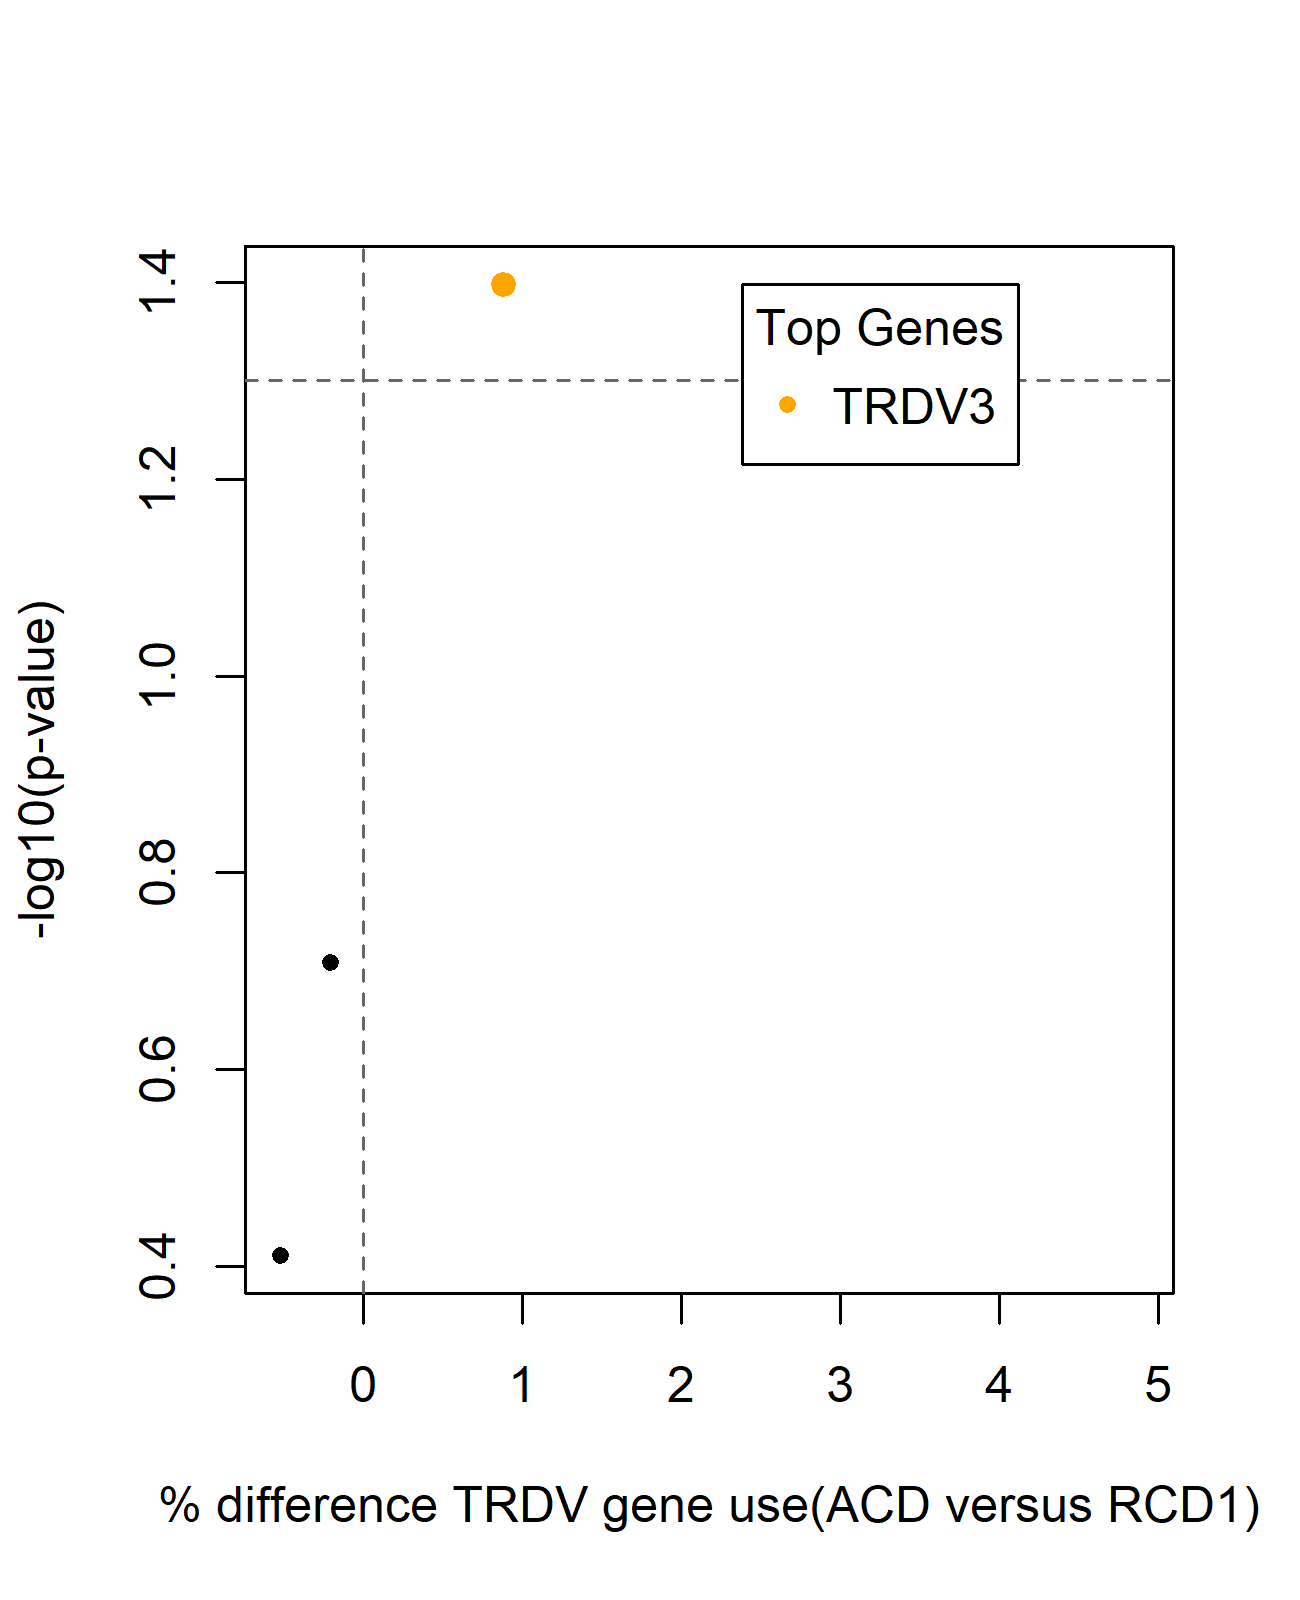 1.4
1.2
1.0
0.8
0.6
0.4
-log10(p-value)
Top Genes
TRDV3
0 1 2 3 4 5
% difference TRDV gene use(ACD versus RCD1)